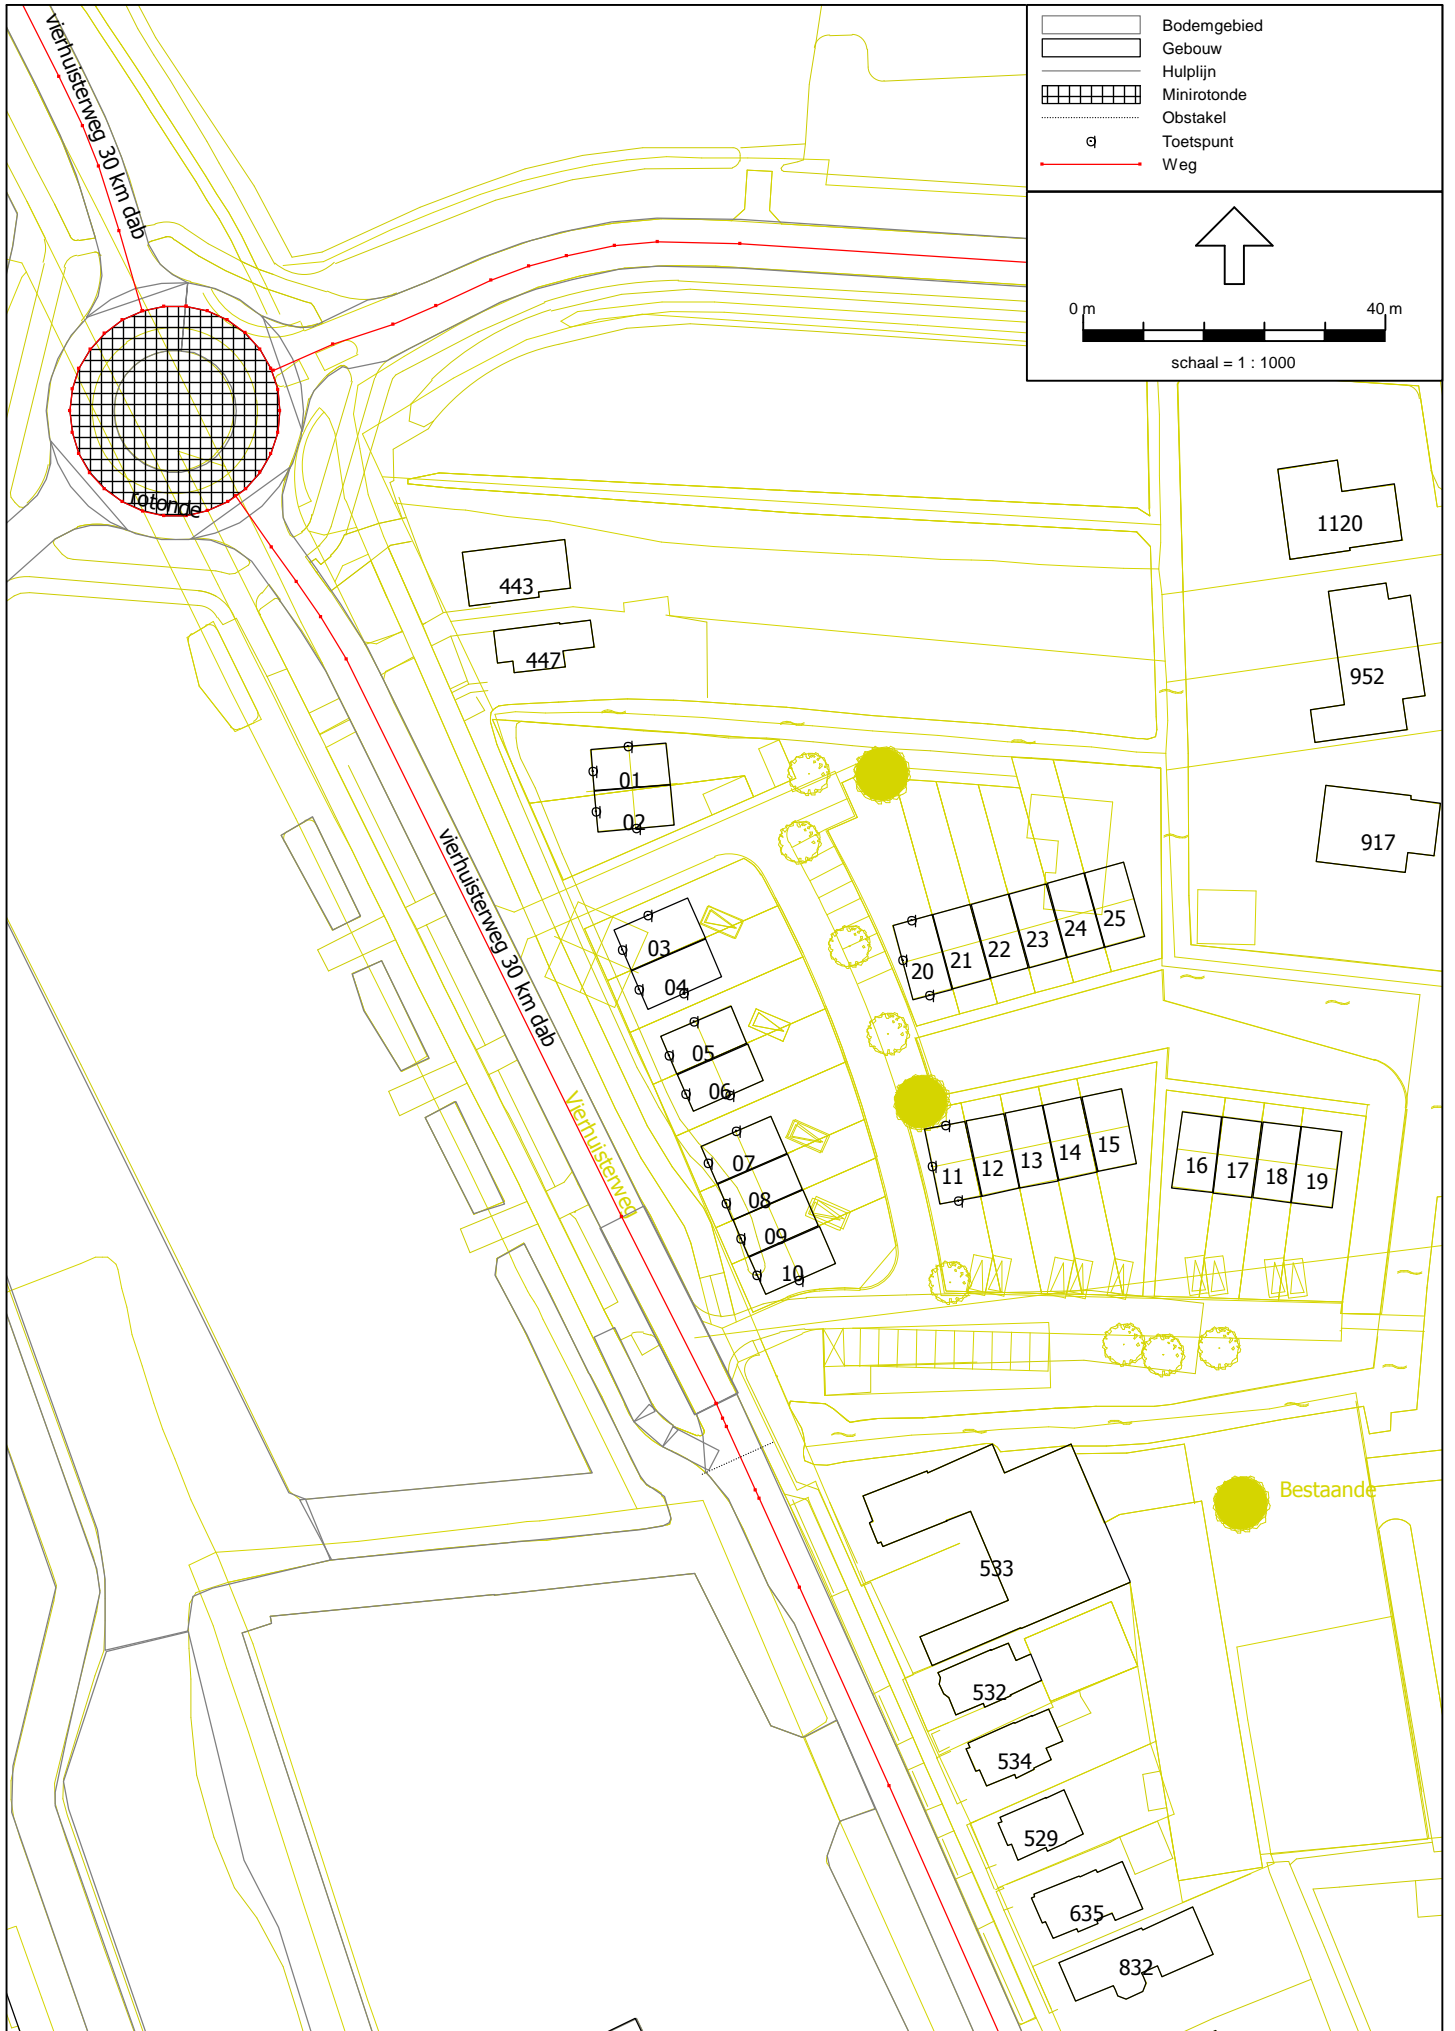 Bodemgebied
Gebouw
Hulplijn
Minirotonde
Obstakel
Toetspunt
Weg
0 m 40 m
schaal = 1 : 1000
vierhuisterweg 30 km dab
rotonde
1120
443
447
952
01
02
917
vierhuisterweg 30 km dab
03
04
20
21
22
23
24
25
05
06
Vierhuisterweg
07
08
09
10
11
12
13
14
15
16
17
18
19
Bestaande
533
532
534
529
635
832